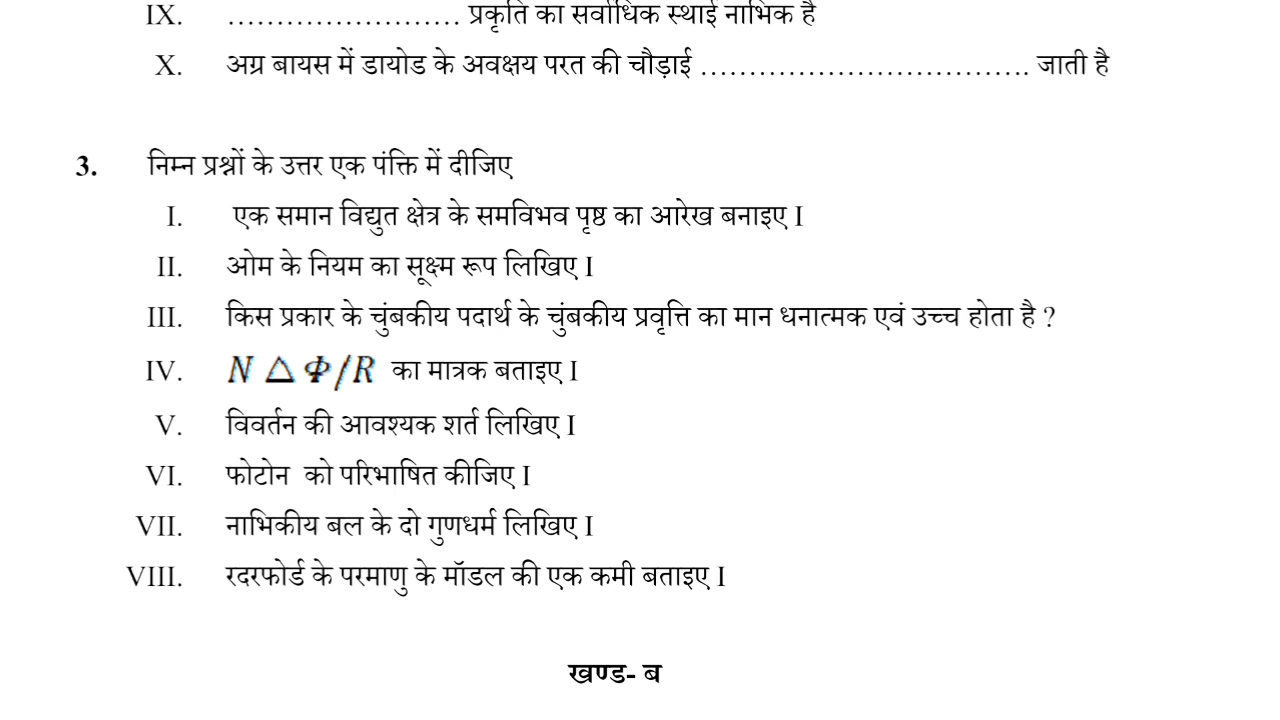 IX. ........................ प्रकृति का सर्वाधिक स्थाई नाभिक है
X. अग्र बायस में डायोड के अवक्षय परत की चौड़ाई .................................. जाती है
3. निम्न प्रश्नों के उत्तर एक पंक्ति में दीजिए
I. एक समान विद्युत क्षेत्र के समविभव पृष्ठ का आरेख बनाइए I
II. ओम के नियम का सूक्ष्म रूप लिखिए I
III. किस प्रकार के चुंबकीय पदार्थ के चुंबकीय प्रवृत्ति का मान धनात्मक एवं उच्च होता है ?
IV. N △ Φ/R का मात्रक बताइए I
V. विवर्तन की आवश्यक शर्त लिखिए I
VI. फोटोन को परिभाषित कीजिए I
VII. नाभिकीय बल के दो गुणधर्म लिखिए I
VIII. रदरफोर्ड के परमाणु के मॉडल की एक कमी बताइए I
खण्ड- ब